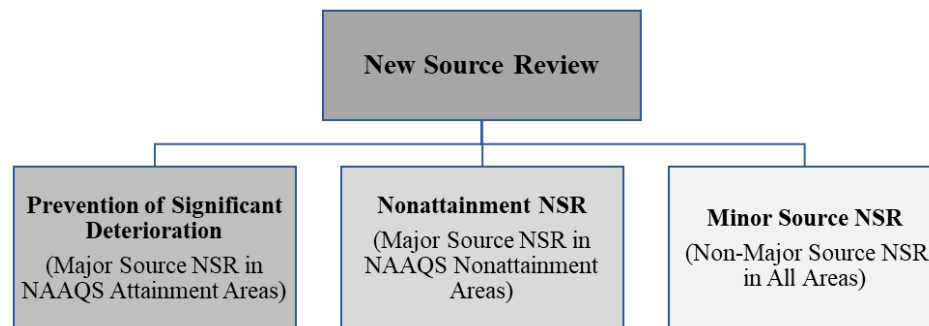 New Source Review
Prevention of Significant
Deterioration
(Major Source NSR in
NAAQS Attainment Areas)
Nonattainment NSR
(Major Source NSR in
NAAQS Nonattainment
Areas)
Minor Source NSR
(Non-Major Source NSR
in All Areas)